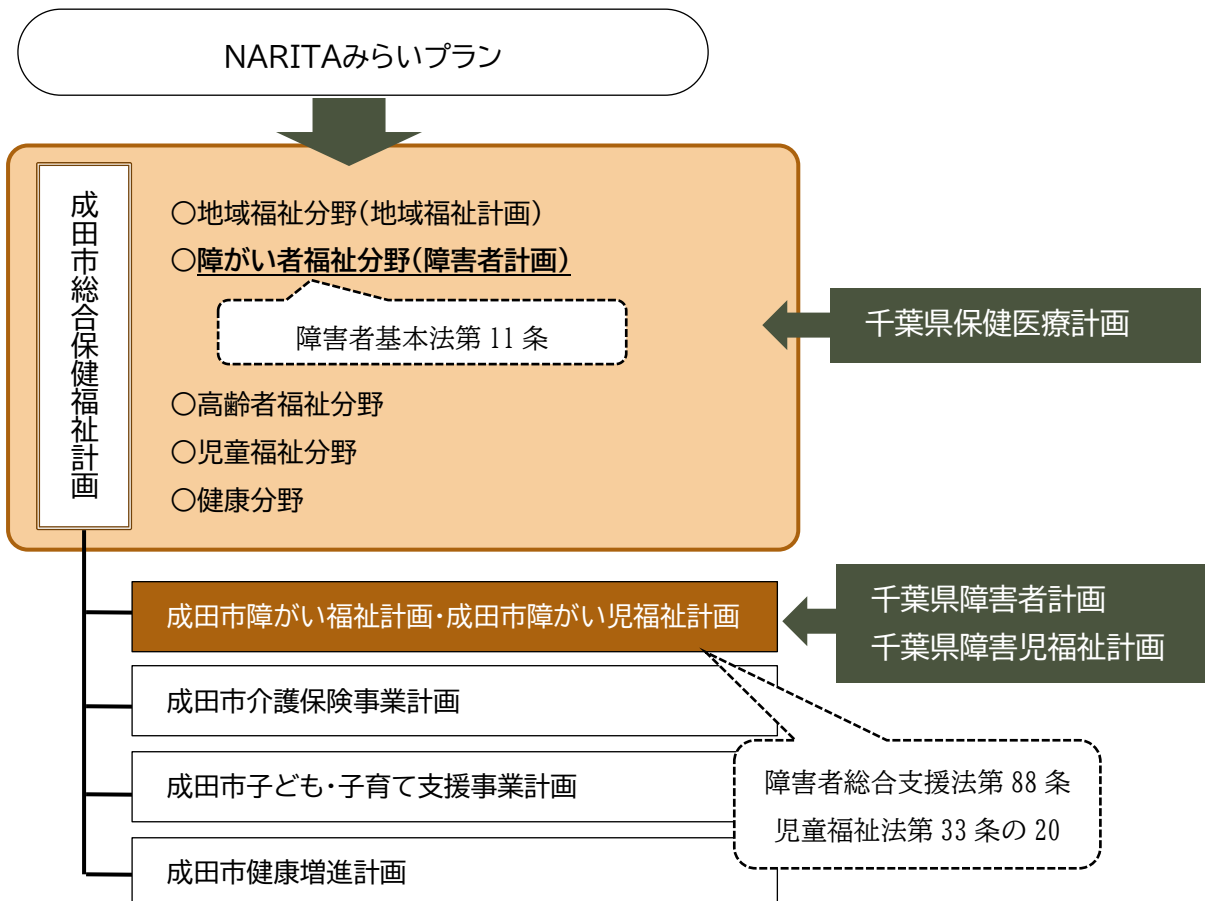 NARITAみらいプラン
成田市総合保健福祉計画
○地域福祉分野(地域福祉計画)
○障がい者福祉分野(障害者計画)
障害者基本法第 11 条
○高齢者福祉分野
○児童福祉分野
○健康分野
千葉県保健医療計画
成田市障がい福祉計画・成田市障がい児福祉計画
千葉県障害者計画
千葉県障害児福祉計画
成田市介護保険事業計画
成田市子ども・子育て支援事業計画
障害者総合支援法第 88 条
児童福祉法第 33 条の 20
成田市健康増進計画